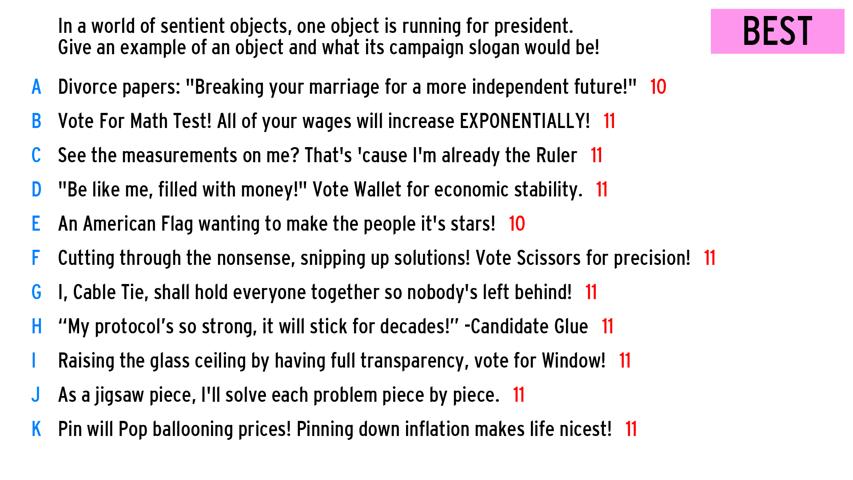 In a world of sentient objects, one object is running for president.
Give an example of an object and what its campaign slogan would be!
BEST
A Divorce papers: "Breaking your marriage for a more independent future!" 10
B Vote For Math Test! All of your wages will increase EXPONENTIALLY! 11
C See the measurements on me? That's 'cause I'm already the Ruler 11
D "Be like me, filled with money!" Vote Wallet for economic stability. 11
E An American Flag wanting to make the people it's stars! 10
F Cutting through the nonsense, snipping up solutions! Vote Scissors for precision! 11
G I, Cable Tie, shall hold everyone together so nobody's left behind! 11
H “My protocol’s so strong, it will stick for decades!” -Candidate Glue 11
I Raising the glass ceiling by having full transparency, vote for Window! 11
J As a jigsaw piece, I'll solve each problem piece by piece. 11
K Pin will Pop ballooning prices! Pinning down inflation makes life nicest! 11